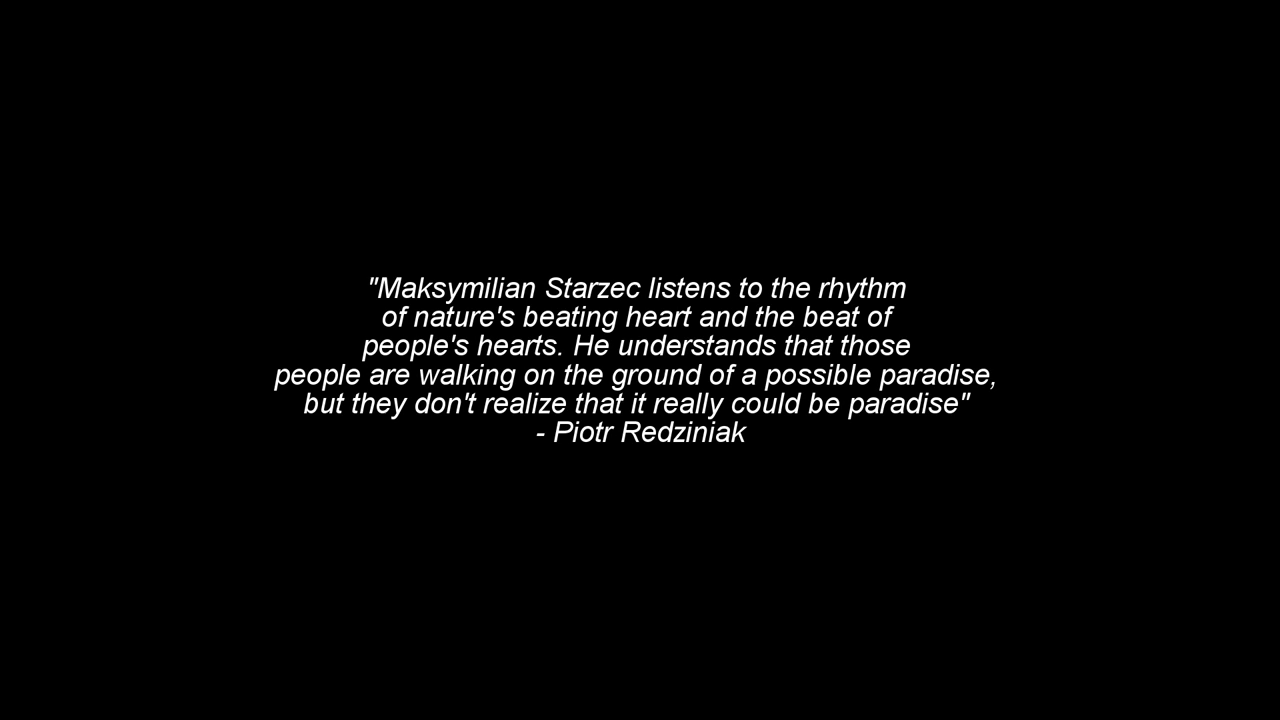 "Maksymilian Starzec listens to the rhythm
of nature's beating heart and the beat of
people's hearts. He understands that those
people are walking on the ground of a possible paradise,
but they don't realize that it really could be paradise"
- Piotr Redziniak